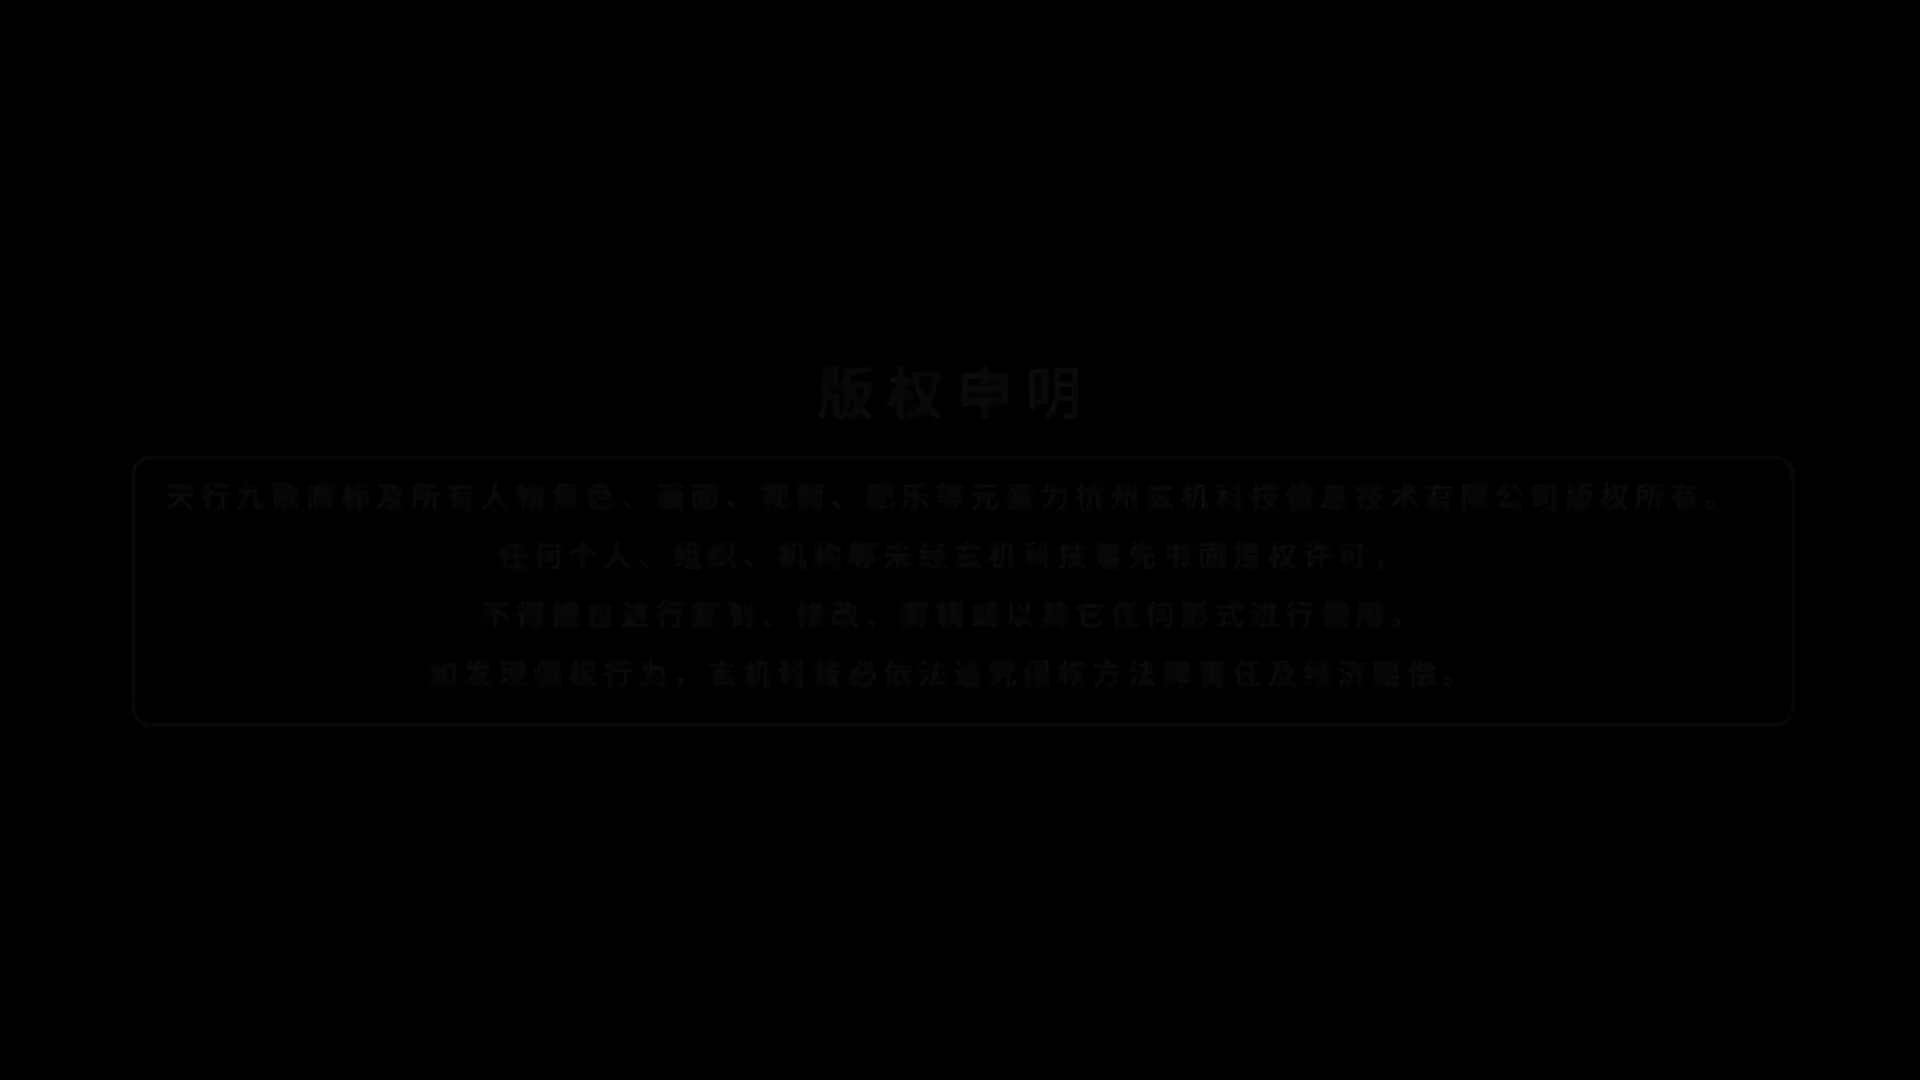 版权申明
天行九歌商标及所有人物角色、画面、视频、配乐等元素为杭州玄机科技信息技术有限公司版权所有。
任何个人、组织、机构等未经玄机科技事先书面授权许可，
不得擅自进行复制、修改、剪辑或以其它任何形式进行使用。
如发现侵权行为，玄机科技必依法追究侵权方法律责任及经济赔偿。